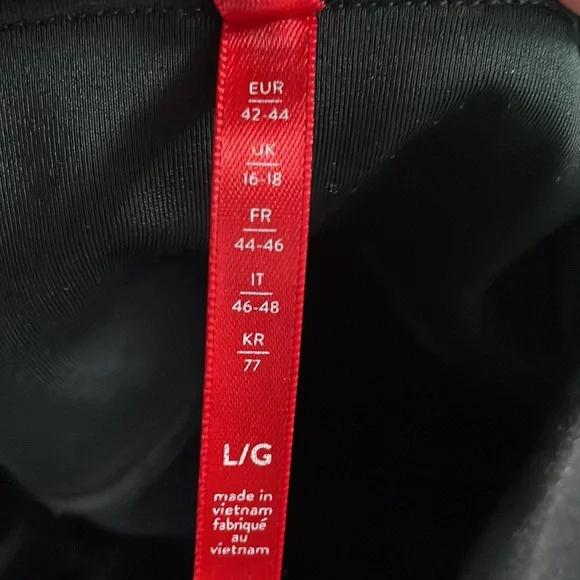 EUR
42-44
UK
16-18
FR
44-46
IT
46-48
KR
77
L/G
made in
vietnam
fabriqué
au
vietnam